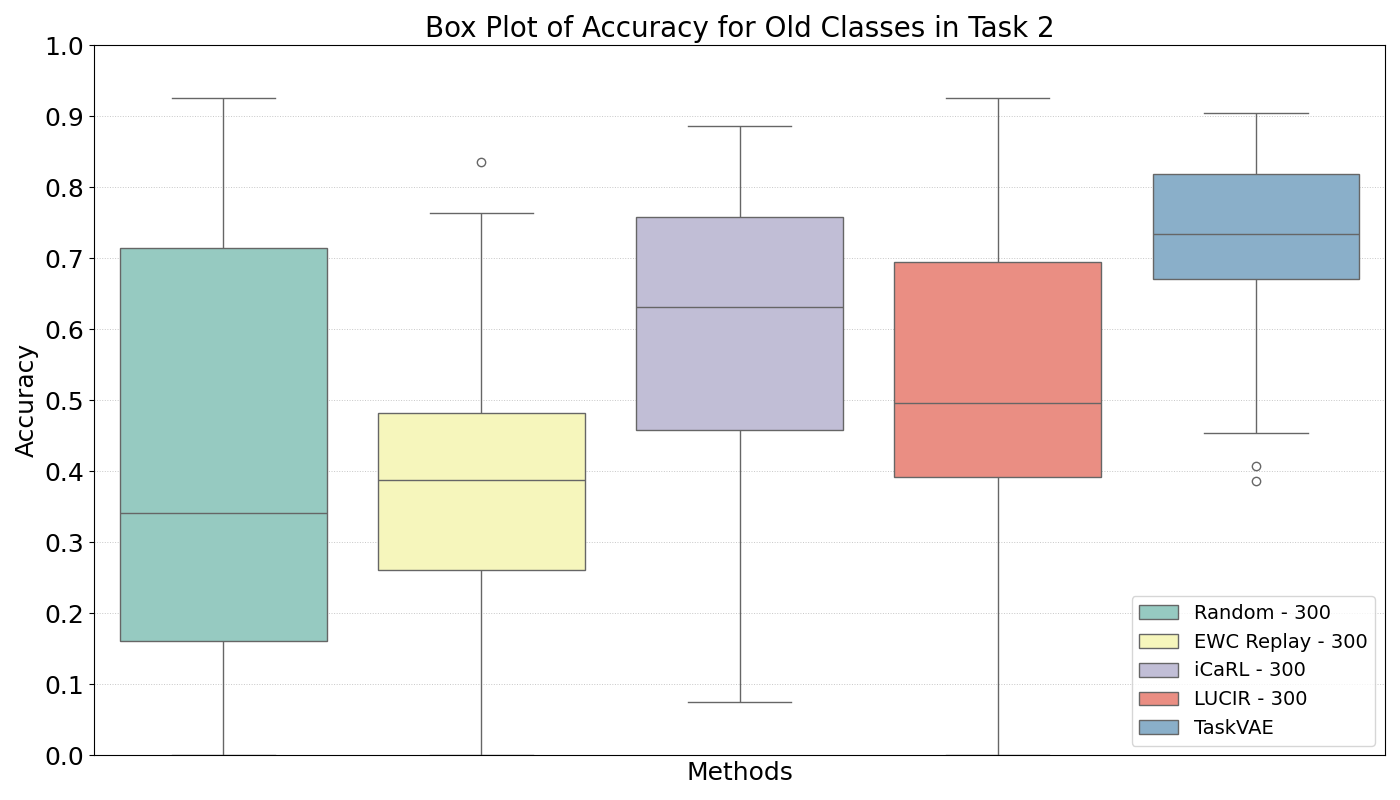 Box Plot of Accuracy for Old Classes in Task 2
1.0
0.9
0.8
0.7
0.6
0.5
0.4
0.3
0.2
0.1
0.0
Accuracy
Methods
Random - 300
EWC Replay - 300
iCaRL - 300
LUCIR - 300
TaskVAE